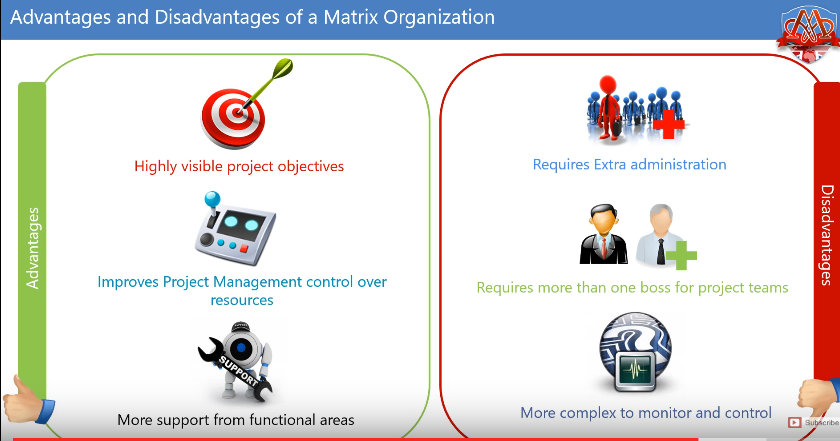 Advantages and Disadvantages of a Matrix Organization
Advantages
Highly visible project objectives
Improves Project Management control over
resources
SUPPORT
More support from functional areas
Requires Extra administration
Requires more than one boss for project teams
More complex to monitor and control
Disadvantages
Subscribe